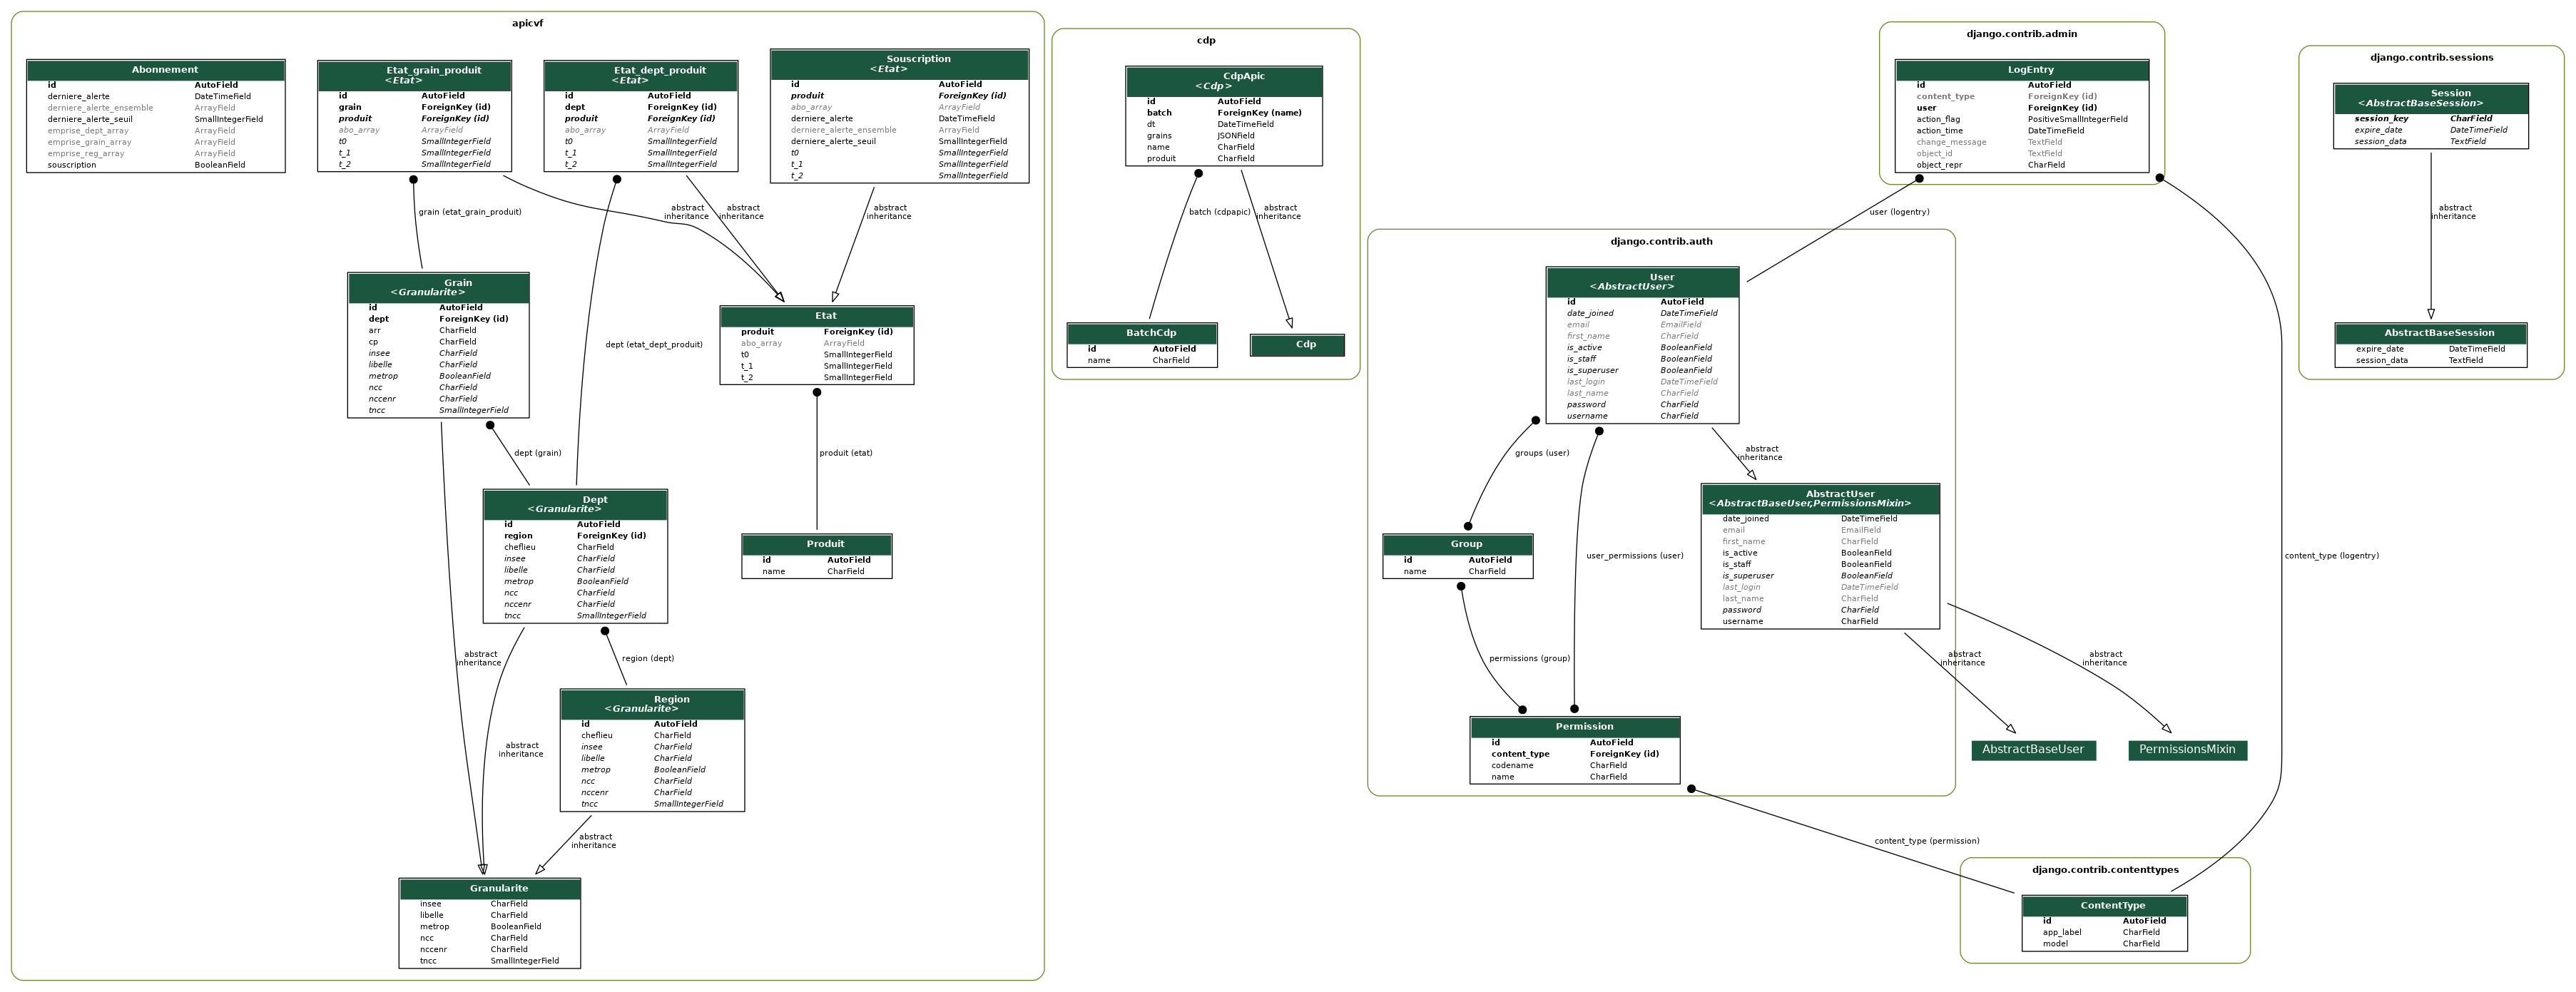 apicvf
Abonnement
id AutoField
derniere_alerte DateTimeField
derniere_alerte_ensemble ArrayField
derniere_alerte_seuil SmallIntegerField
emprise_dept_array ArrayField
emprise_grain_array ArrayField
emprise_reg_array ArrayField
souscription BooleanField
Etat_grain_produit
<Etat>
id AutoField
grain ForeignKey (id)
produit ForeignKey (id)
abo_array ArrayField
t0 SmallIntegerField
t_1 SmallIntegerField
t_2 SmallIntegerField
Etat_dept_produit
<Etat>
id AutoField
dept ForeignKey (id)
produit ForeignKey (id)
abo_array ArrayField
t0 SmallIntegerField
t_1 SmallIntegerField
t_2 SmallIntegerField
Souscription
<Etat>
id AutoField
produit ForeignKey (id)
abo_array ArrayField
derniere_alerte DateTimeField
derniere_alerte_ensemble ArrayField
derniere_alerte_seuil SmallIntegerField
t0 SmallIntegerField
t_1 SmallIntegerField
t_2 SmallIntegerField
grain (etat_grain_produit)
abstract
inheritance
abstract
inheritance
abstract
inheritance
Grain
<Granularite>
id AutoField
dept ForeignKey (id)
arr CharField
cp CharField
insee CharField
libelle CharField
metrop BooleanField
ncc CharField
nccenr CharField
tncc SmallIntegerField
dept (etat_dept_produit)
Etat
produit ForeignKey (id)
abo_array ArrayField
t0 SmallIntegerField
t_1 SmallIntegerField
t_2 SmallIntegerField
dept (grain)
produit (etat)
Dept
<Granularite>
id AutoField
region ForeignKey (id)
cheflieu CharField
insee CharField
libelle CharField
metrop BooleanField
ncc CharField
nccenr CharField
tncc SmallIntegerField
Produit
id AutoField
name CharField
abstract
inheritance
region (dept)
Region
<Granularite>
id AutoField
cheflieu CharField
insee CharField
libelle CharField
metrop BooleanField
ncc CharField
nccenr CharField
tncc SmallIntegerField
abstract
inheritance
abstract
inheritance
Granularite
insee CharField
libelle CharField
metrop BooleanField
ncc CharField
nccenr CharField
tncc SmallIntegerField
cdp
CdpApic
<Cdp>
id AutoField
batch ForeignKey (name)
dt DateTimeField
grains JSONField
name CharField
produit CharField
batch (cdpapic)
abstract
inheritance
BatchCdp
id AutoField
name CharField
Cdp
django.contrib.admin
LogEntry
id AutoField
content_type ForeignKey (id)
user ForeignKey (id)
action_flag PositiveSmallIntegerField
action_time DateTimeField
change_message TextField
object_id TextField
object_repr CharField
user (logentry)
django.contrib.auth
User
<AbstractUser>
id AutoField
date_joined DateTimeField
email EmailField
first_name CharField
is_active BooleanField
is_staff BooleanField
is_superuser BooleanField
last_login DateTimeField
last_name CharField
password CharField
username CharField
groups (user)
abstract
inheritance
AbstractUser
<AbstractBaseUser,PermissionsMixin>
date_joined DateTimeField
email EmailField
first_name CharField
is_active BooleanField
is_staff BooleanField
is_superuser BooleanField
last_login DateTimeField
last_name CharField
password CharField
username CharField
Group
id AutoField
name CharField
user_permissions (user)
content_type (logentry)
permissions (group)
abstract
inheritance
abstract
inheritance
Permission
id AutoField
content_type ForeignKey (id)
codename CharField
name CharField
AbstractBaseUser
PermissionsMixin
content_type (permission)
django.contrib.contenttypes
ContentType
id AutoField
app_label CharField
model CharField
django.contrib.sessions
Session
<AbstractBaseSession>
session_key CharField
expire_date DateTimeField
session_data TextField
abstract
inheritance
AbstractBaseSession
expire_date DateTimeField
session_data TextField